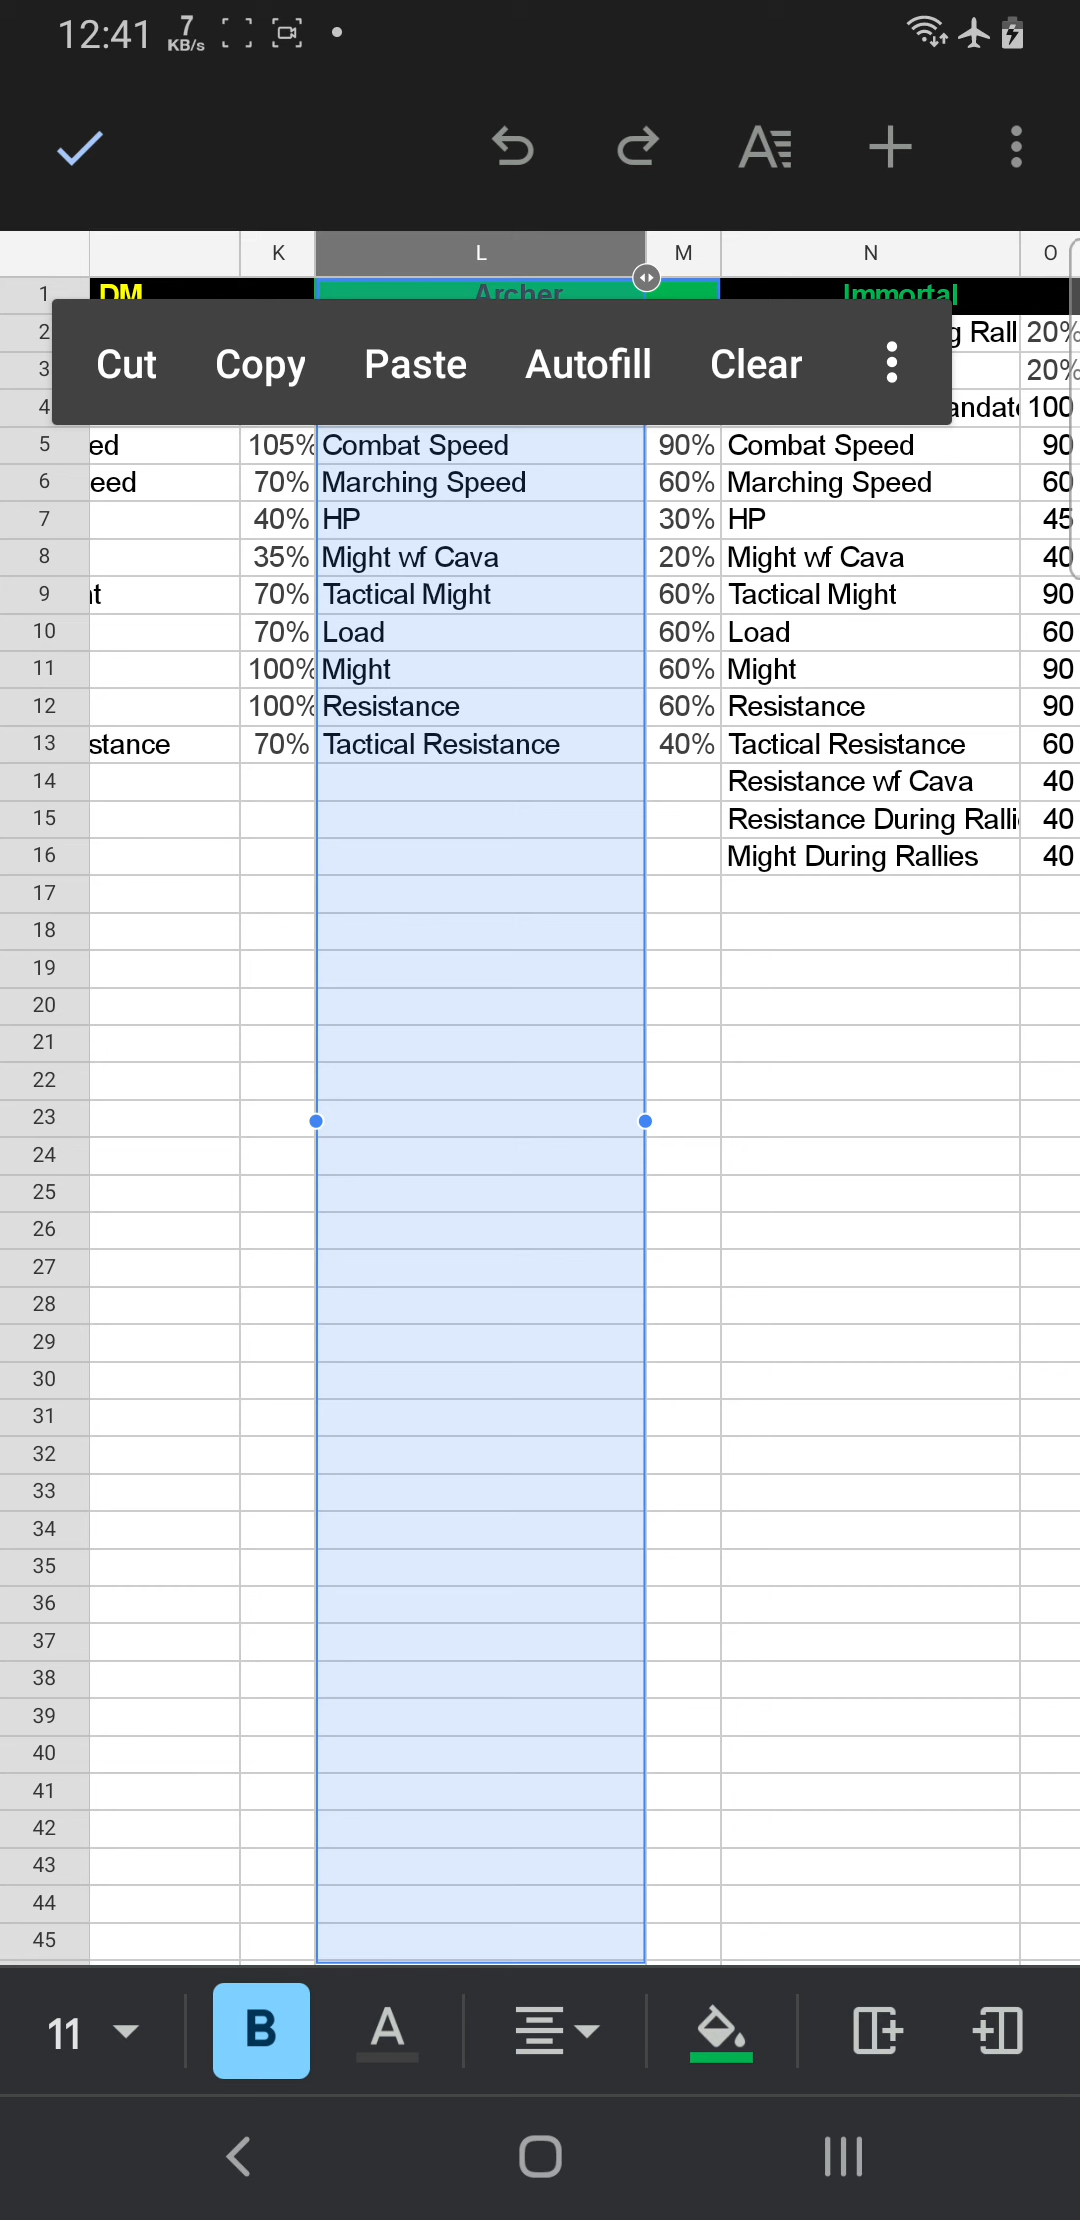 12:41 7 KB/s
K L M N O
1 DM Archer Immortal
2 g Rall 20%
3 20%
Cut Copy Paste Autofill Clear
4 100
5 ed 105% Combat Speed 90% Combat Speed 90
6 eed 70% Marching Speed 60% Marching Speed 60
7 40% HP 30% HP 45
8 35% Might wf Cava 20% Might wf Cava 40
9 70% Tactical Might 60% Tactical Might 90
10 70% Load 60% Load 60
11 100% Might 60% Might 90
12 100% Resistance 60% Resistance 90
13 stance 70% Tactical Resistance 40% Tactical Resistance 60
14 Resistance wf Cava 40
15 Resistance During Ralli 40
16 Might During Rallies 40
17
18
19
20
21
22
23
24
25
26
27
28
29
30
31
32
33
34
35
36
37
38
39
40
41
42
43
44
45
11 B A